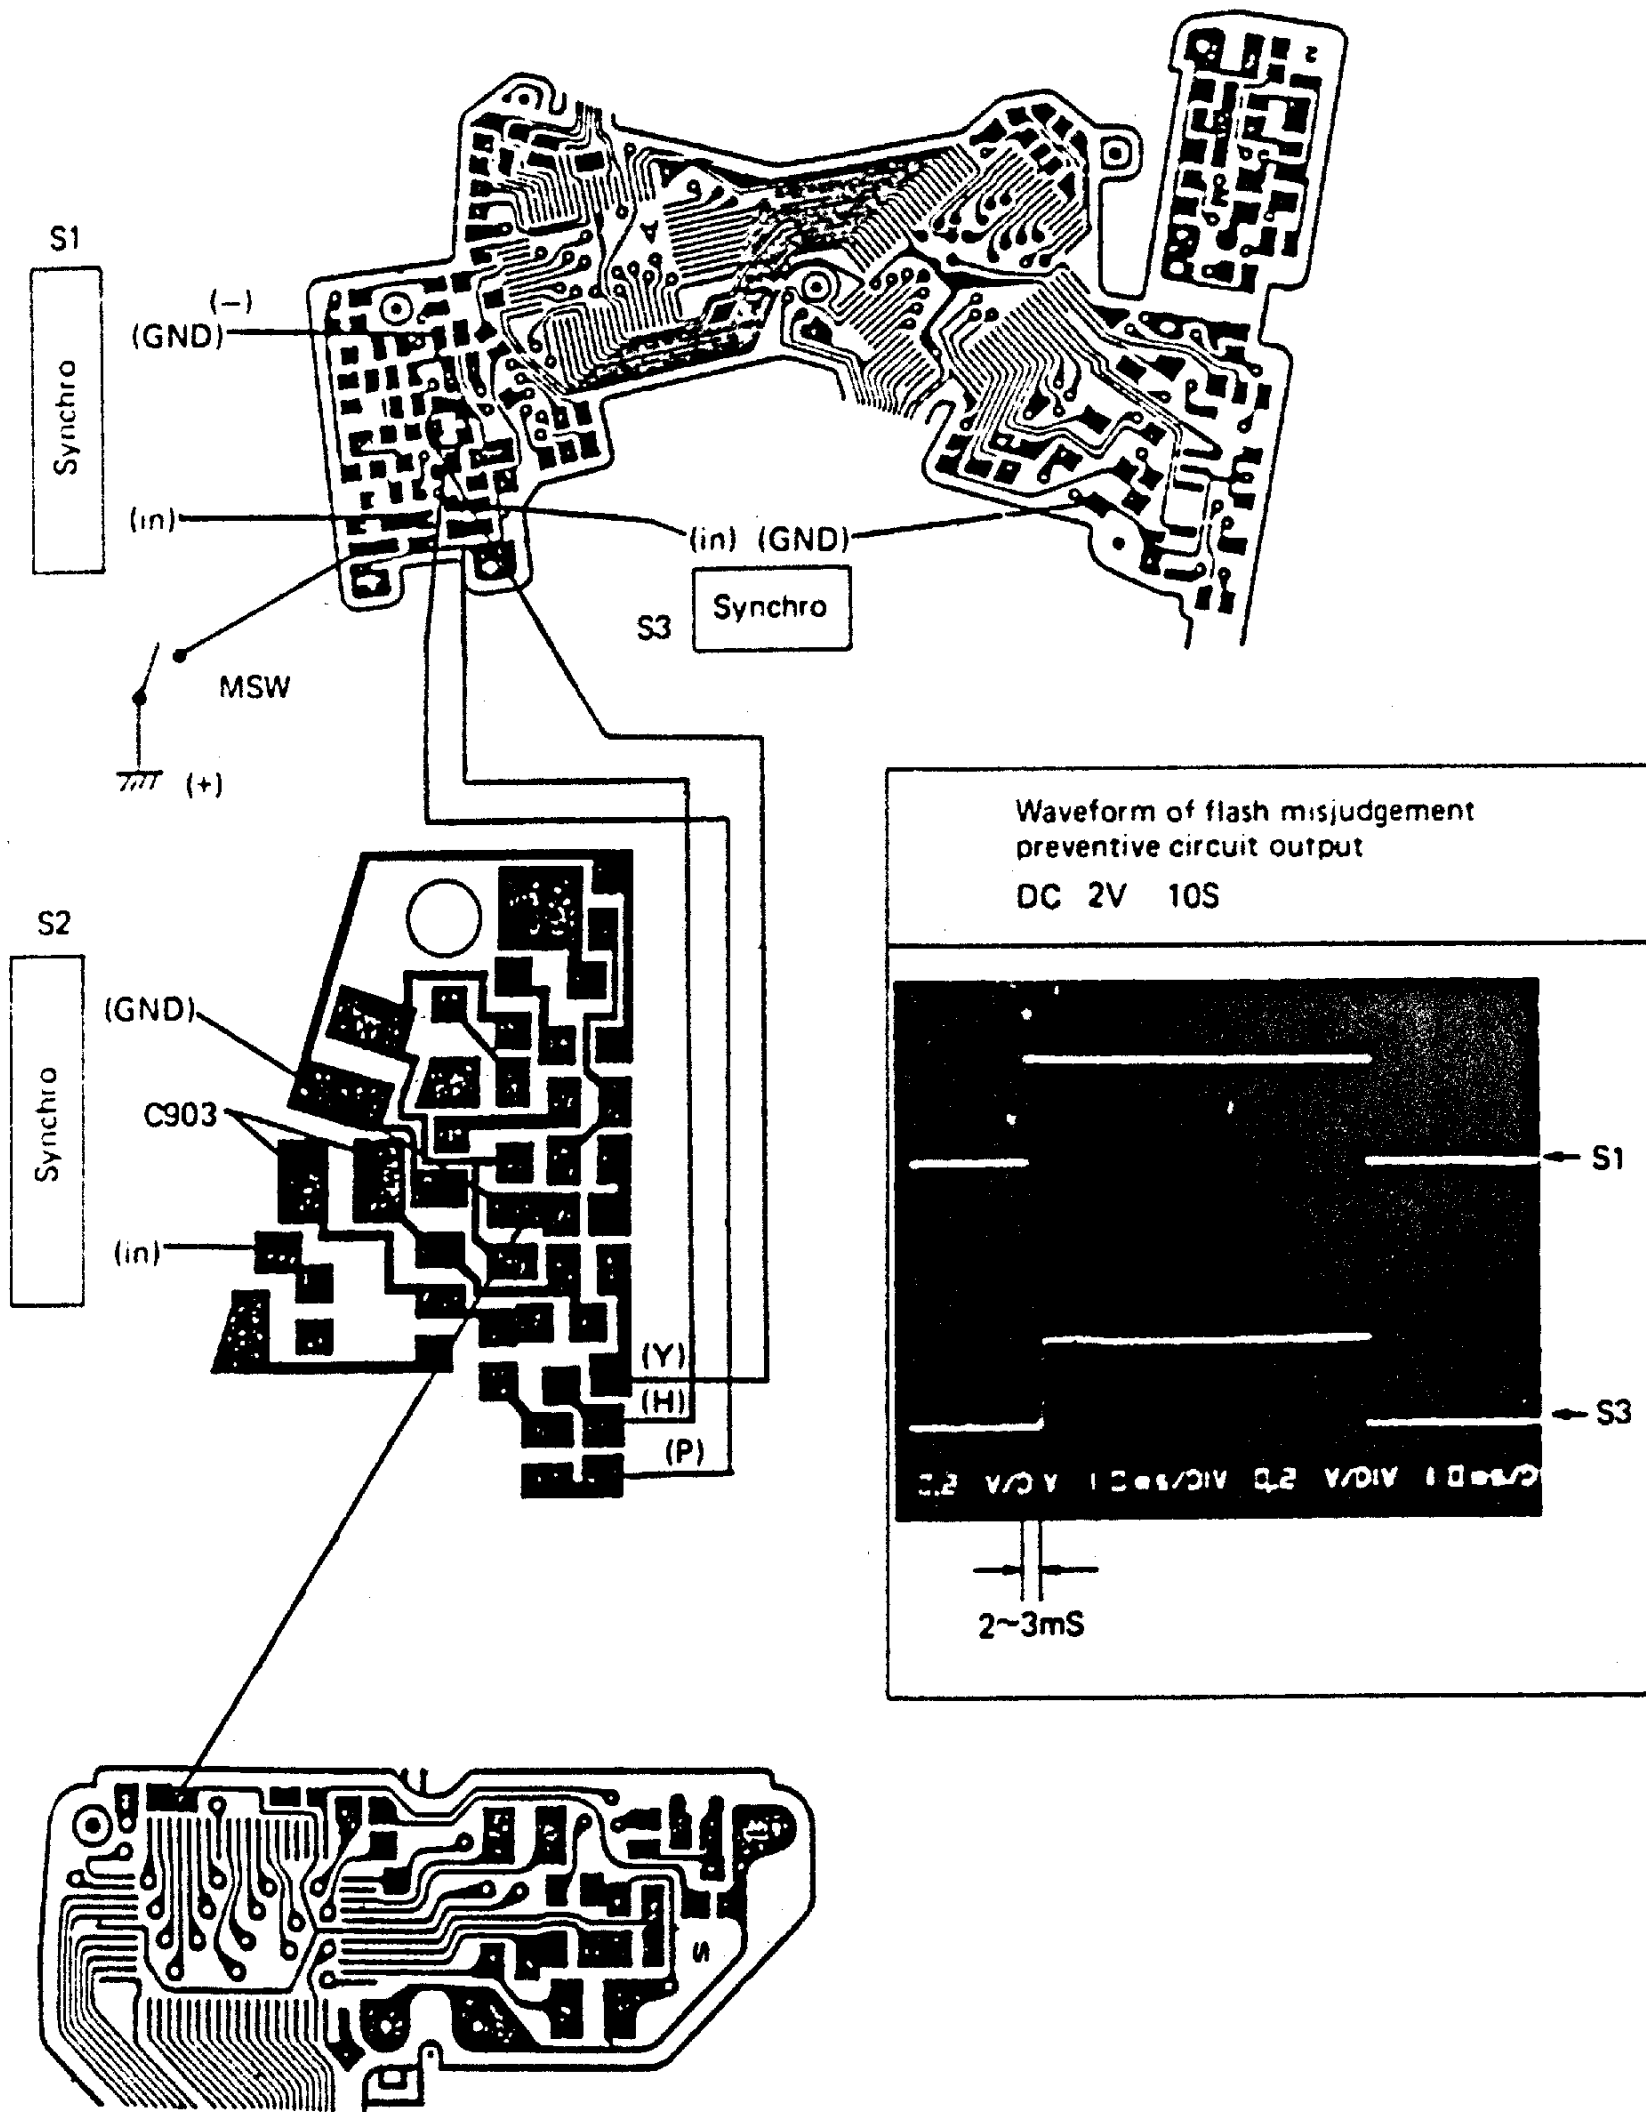 S1
Synchro
(-)
(GND)
(in)
(in) (GND)
S3
Synchro
MSW
(+)
2
A
Waveform of flash misjudgement
preventive circuit output
DC 2V 10S
S2
Synchro
(GND)
C903
(in)
(Y)
(H)
(P)
S1
S3
2~3mS
S